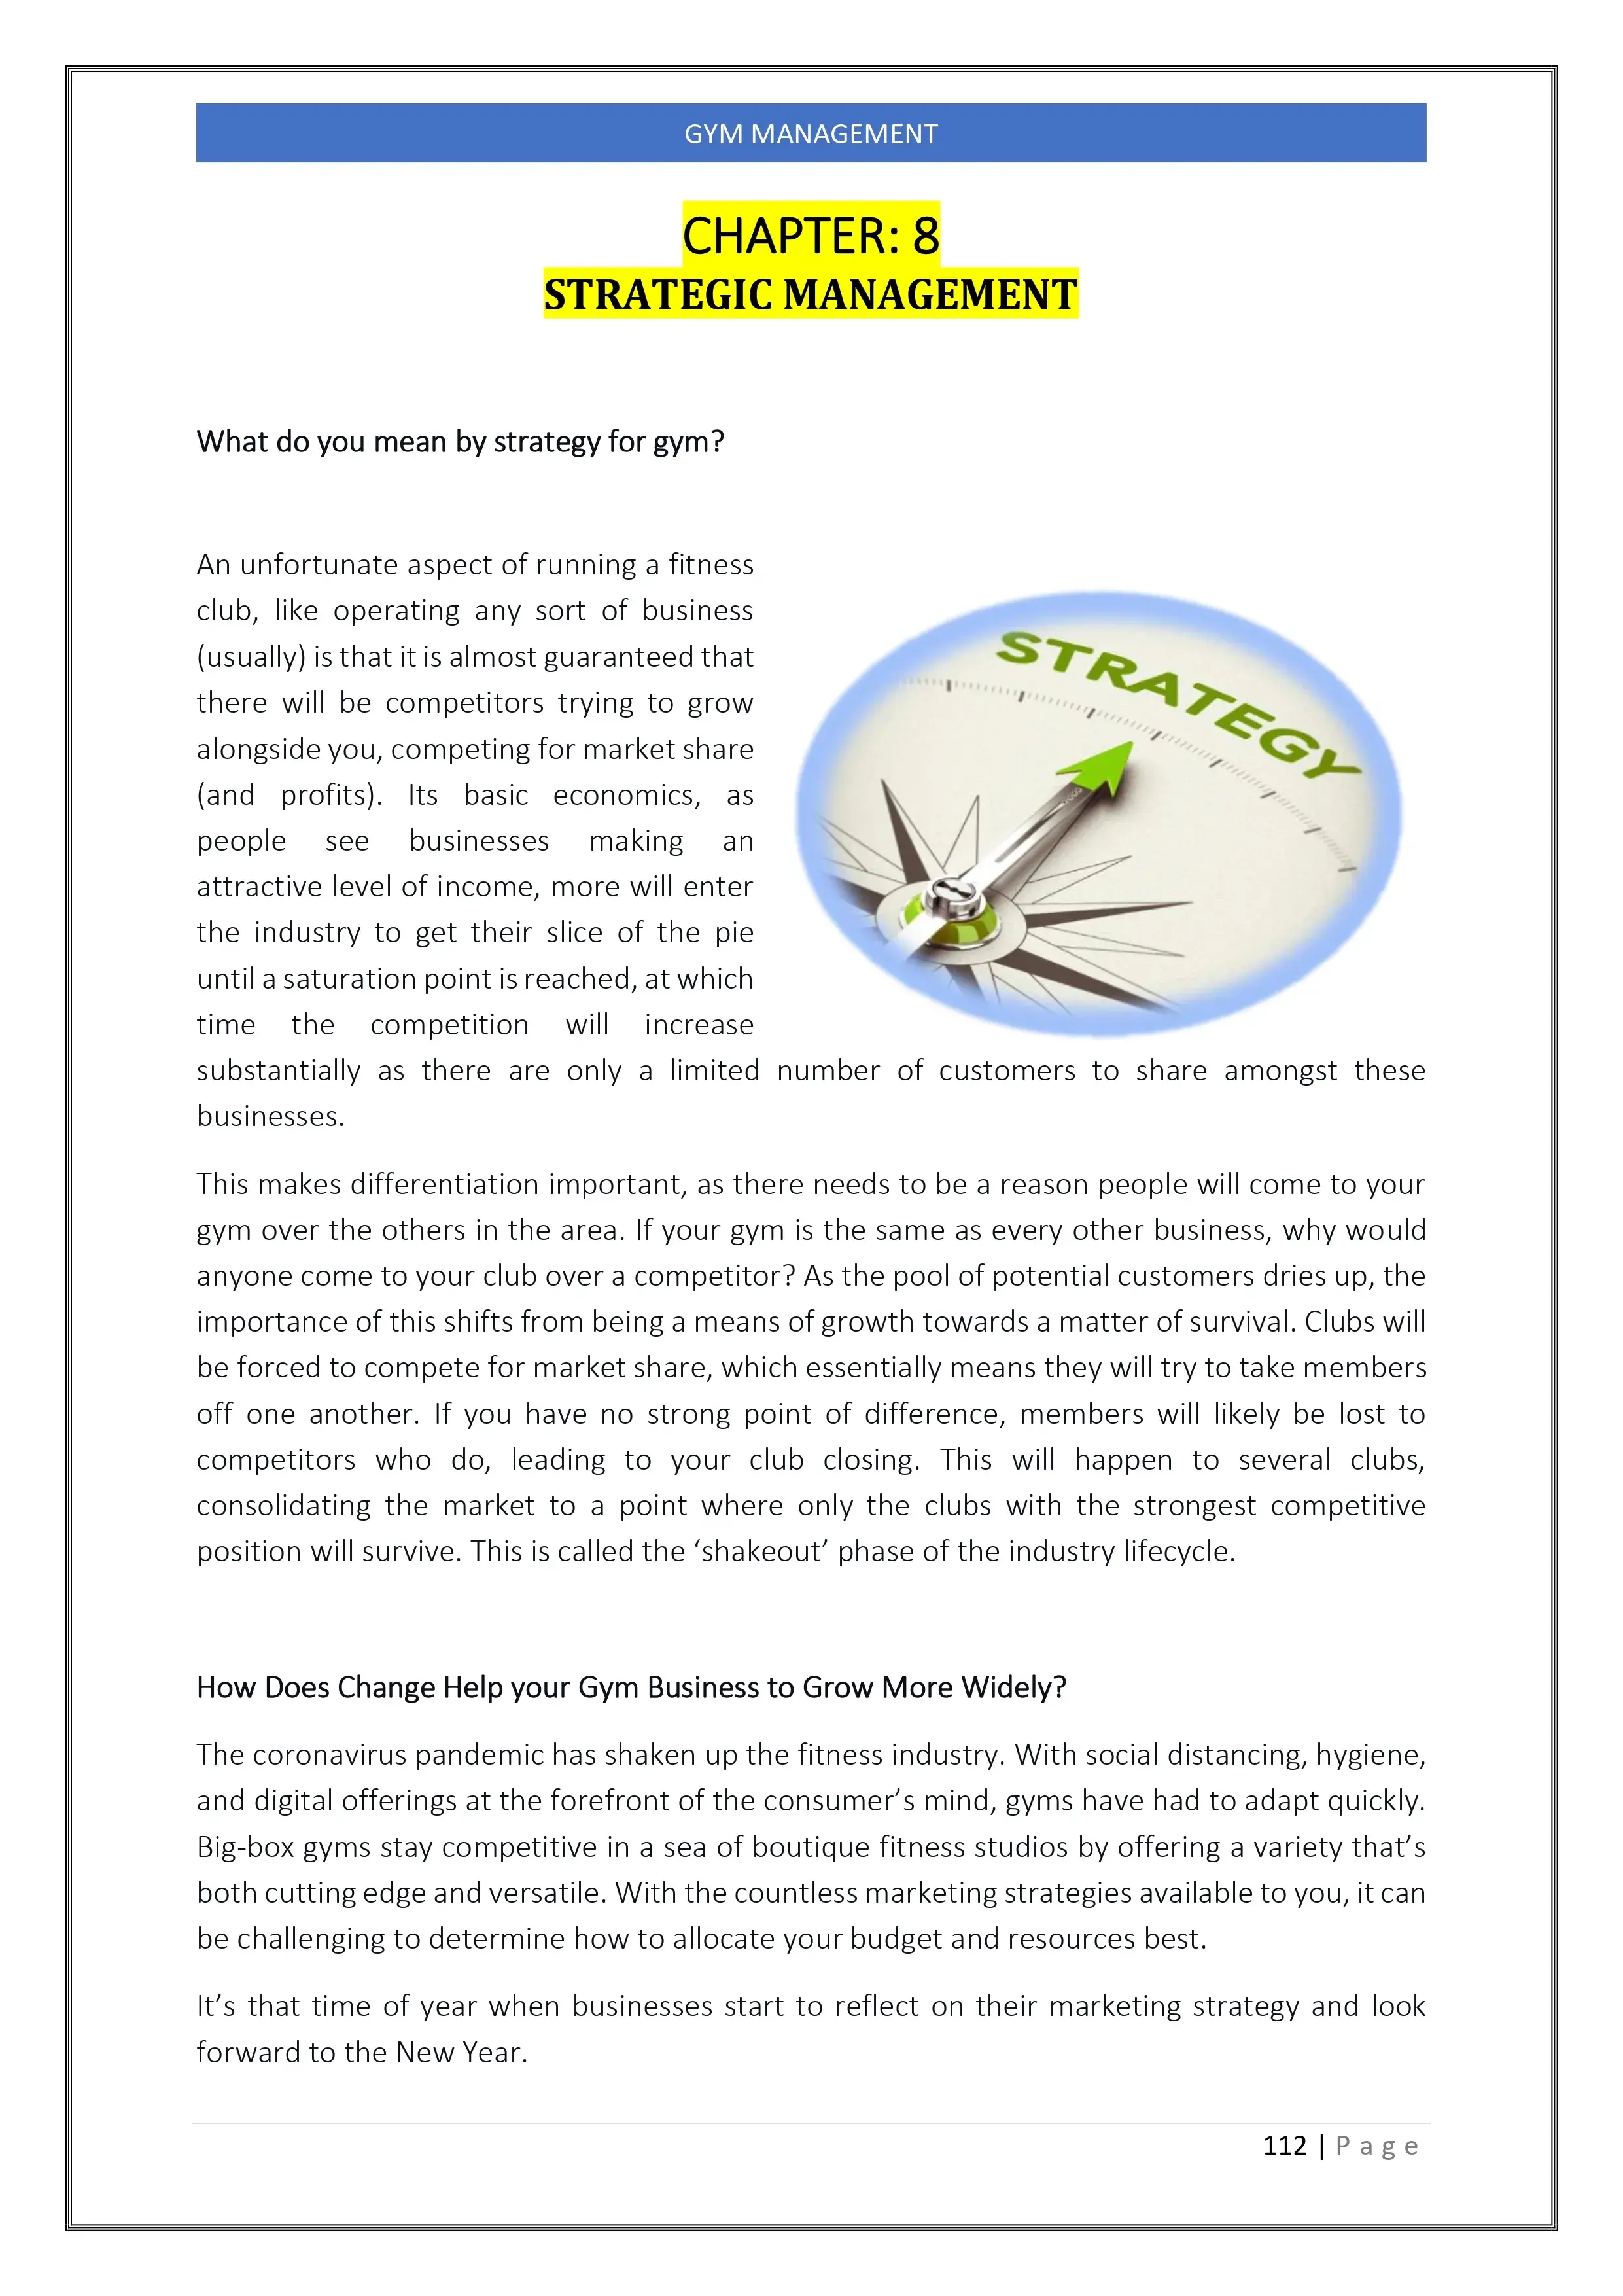 GYM MANAGEMENT
CHAPTER: 8
STRATEGIC MANAGEMENT
What do you mean by strategy for gym?
An unfortunate aspect of running a fitness
club, like operating any sort of business
(usually) is that it is almost guaranteed that
there will be competitors trying to grow
alongside you, competing for market share
(and profits). Its basic economics, as
people see businesses making an
attractive level of income, more will enter
the industry to get their slice of the pie
until a saturation point is reached, at which
time the competition will increase
STRATEGY
substantially as there are only a limited number of customers to share amongst these
businesses.
This makes differentiation important, as there needs to be a reason people will come to your
gym over the others in the area. If your gym is the same as every other business, why would
anyone come to your club over a competitor? As the pool of potential customers dries up, the
importance of this shifts from being a means of growth towards a matter of survival. Clubs will
be forced to compete for market share, which essentially means they will try to take members
off one another. If you have no strong point of difference, members will likely be lost to
competitors who do, leading to your club closing. This will happen to several clubs,
consolidating the market to a point where only the clubs with the strongest competitive
position will survive. This is called the ‘shakeout’ phase of the industry lifecycle.
How Does Change Help your Gym Business to Grow More Widely?
The coronavirus pandemic has shaken up the fitness industry. With social distancing, hygiene,
and digital offerings at the forefront of the consumer’s mind, gyms have had to adapt quickly.
Big-box gyms stay competitive in a sea of boutique fitness studios by offering a variety that’s
both cutting edge and versatile. With the countless marketing strategies available to you, it can
be challenging to determine how to allocate your budget and resources best.
It’s that time of year when businesses start to reflect on their marketing strategy and look
forward to the New Year.
112 | Page